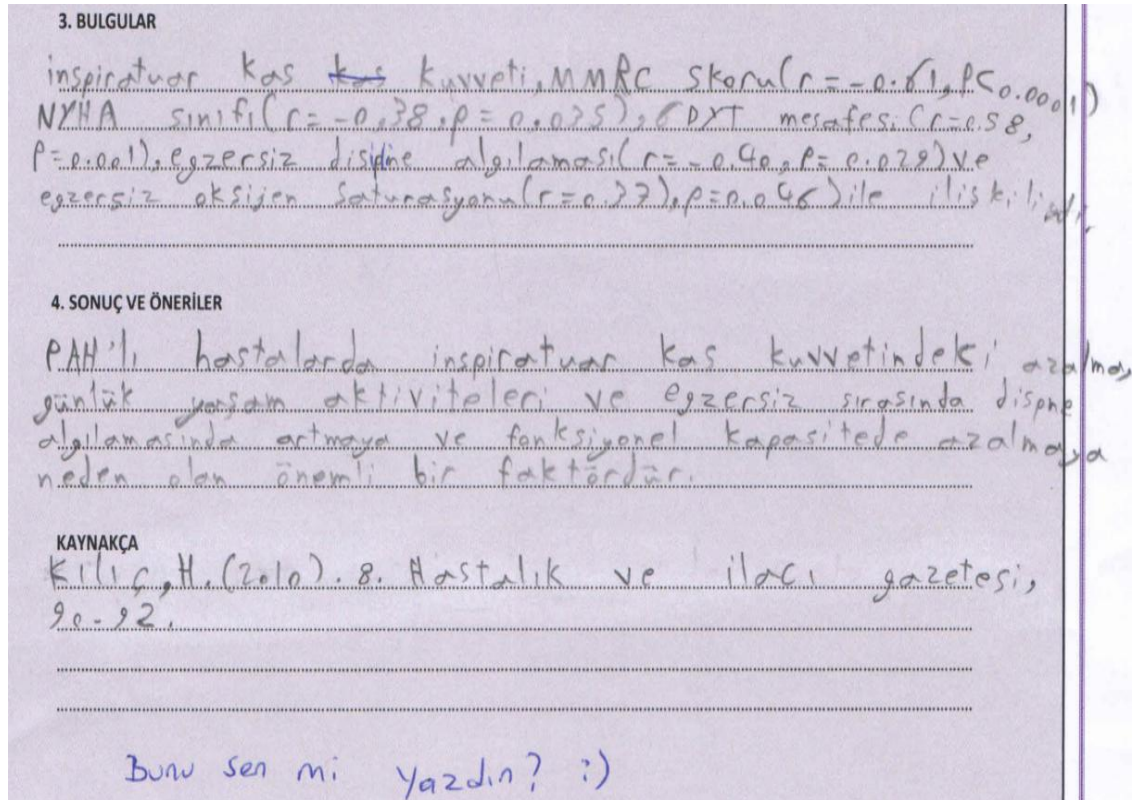 3. BULGULAR
inspiratuar kas kas kuvveti, MMRC skoru (r=-0.61, p<0.0001)
NYHA sınıfı (r=-0,38, p=0,035), 6DYT mesafesi (r=0.58,
p=0.001), egzersiz dispne algılaması (r=-0.40, p=0.029) ve
egzersiz oksijen saturasyonu (r=0.37), p=0.046) ile ilişkiliydi.
4. SONUÇ VE ÖNERİLER
PAH'lı hastalarda inspiratuar kas kuvvetindeki azalma,
günlük yaşam aktiviteleri ve egzersiz sırasında dispne
algılamasında artmaya ve fonksiyonel kapasitede azalmaya
neden olan önemli bir faktördür.
KAYNAKÇA
Kılıç, H. (2010). 8. Hastalık ve ilacı gazetesi,
90-92.
Bunu sen mi yazdın? :)